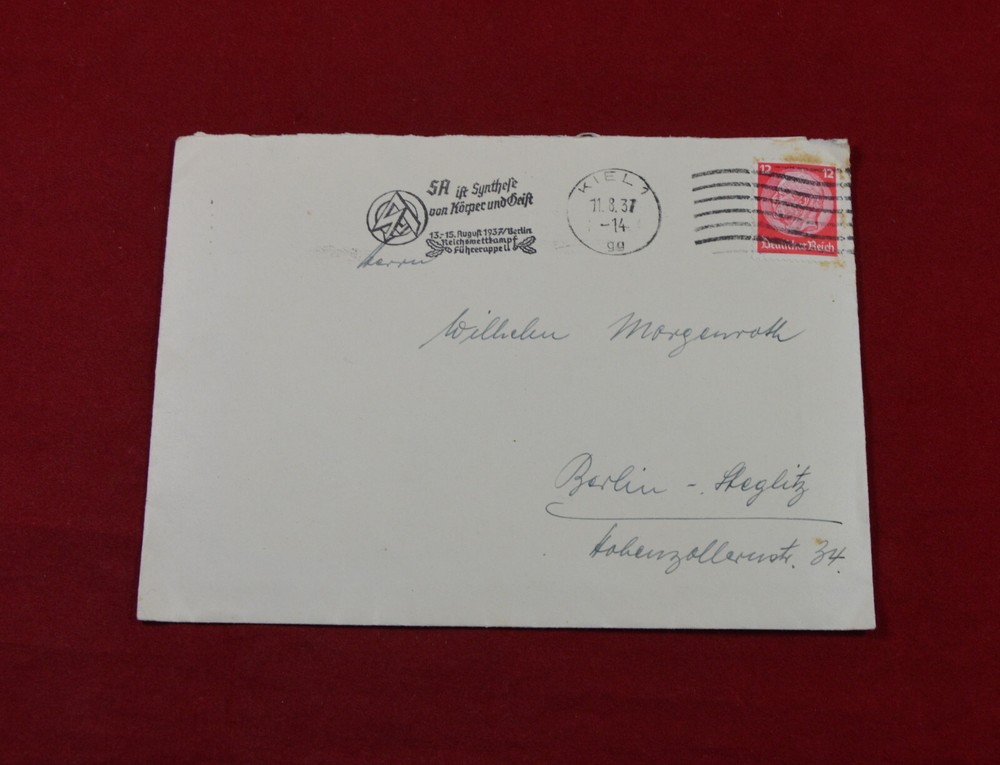 SA ist Synthese
von Körper und Geist
13.-15. August 1937/Berlin
Reichswettkampf
Führerappell
KIEL 1
11.8.37
-14
gg
12 12
Deutsches Reich
Herrn
Wilhelm Morgenroth
Berlin - Steglitz
Hohenzollernstr. 34.